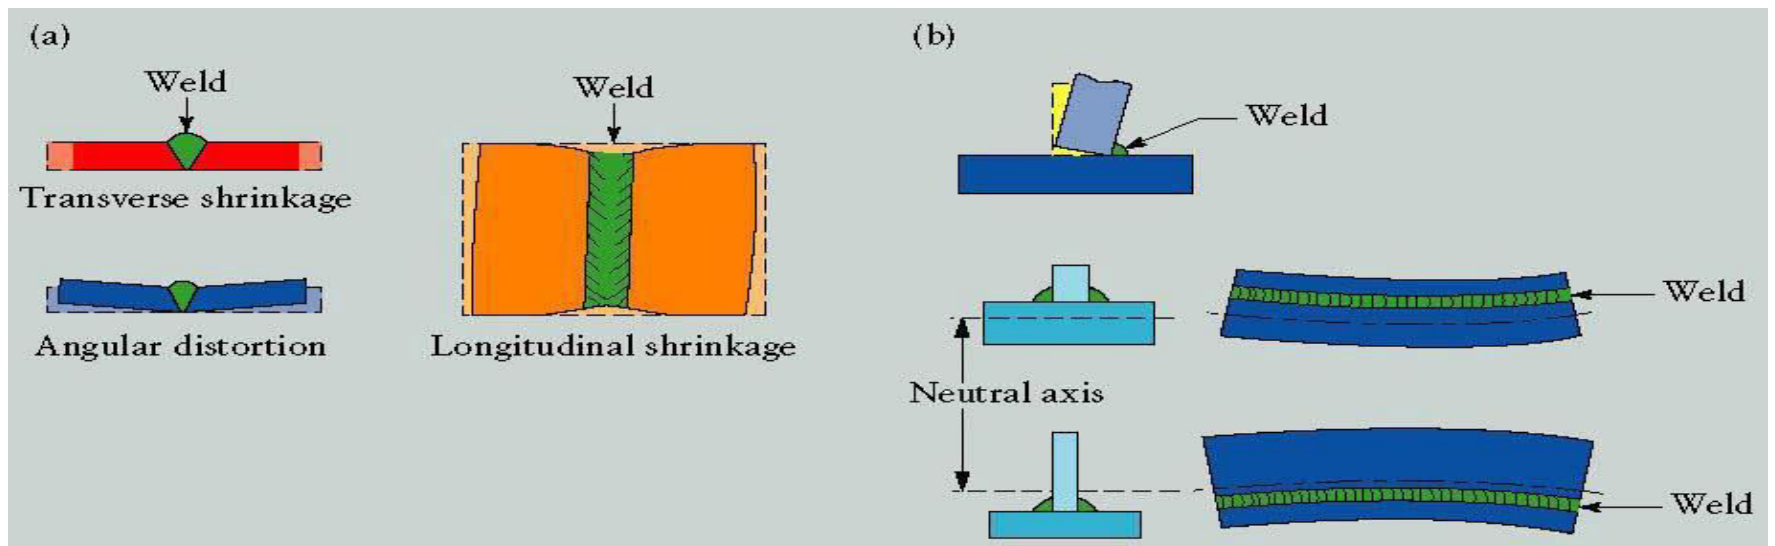 (a)
Weld
Transverse shrinkage
Angular distortion
Weld
Longitudinal shrinkage
(b)
Weld
Weld
Neutral axis
Weld